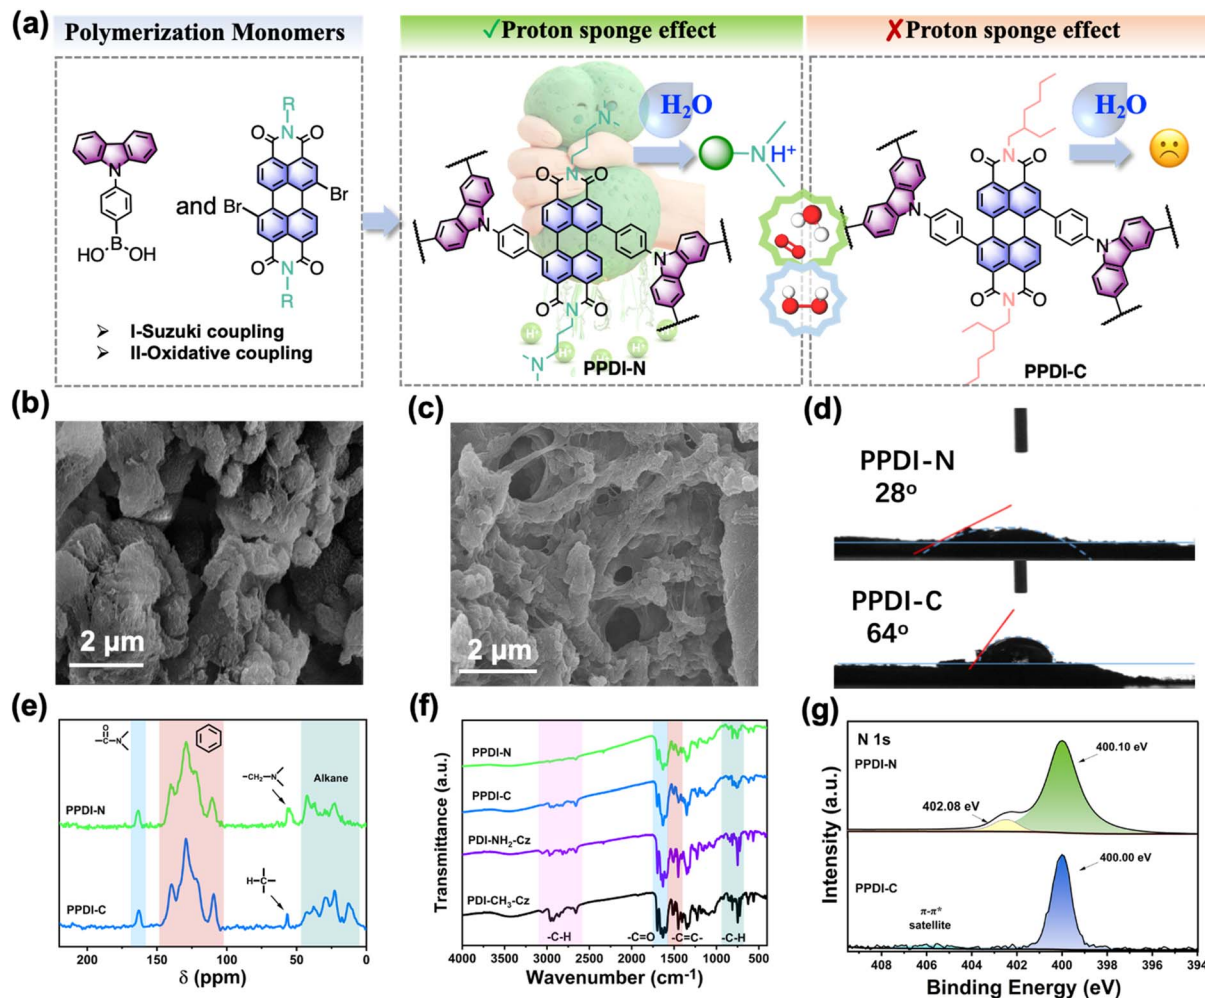 (a)
Polymerization Monomers
✓Proton sponge effect
✗Proton sponge effect
R
O N O
Br
Br
O N O
R
N
B
HO OH
and
➢ I-Suzuki coupling
➢ II-Oxidative coupling
N
O N O
N
N
O N O
N
H⁺
H⁺
H⁺
H⁺
H⁺
PPDI-N
H₂O
N
H⁺
O N O
N
N
O N O
PPDI-C
H₂O
(b)
2 μm
(c)
2 μm
(d)
PPDI-N
28°
PPDI-C
64°
(e)
O
N
-CH₂-N
Alkane
PPDI-N
H-C-
PPDI-C
200 150 100 50 0
δ (ppm)
(f)
Transmittance (a.u.)
PPDI-N
PPDI-C
PDI-NH₂-Cz
PDI-CH₃-Cz
-C-H
-C=O
-C=C-
-C-H
4000 3500 3000 2500 2000 1500 1000 500
Wavenumber (cm⁻¹)
(g)
Intensity (a.u.)
N 1s
PPDI-N
400.10 eV
402.08 eV
PPDI-C
400.00 eV
π-π*
satellite
408 406 404 402 400 398 396 394
Binding Energy (eV)